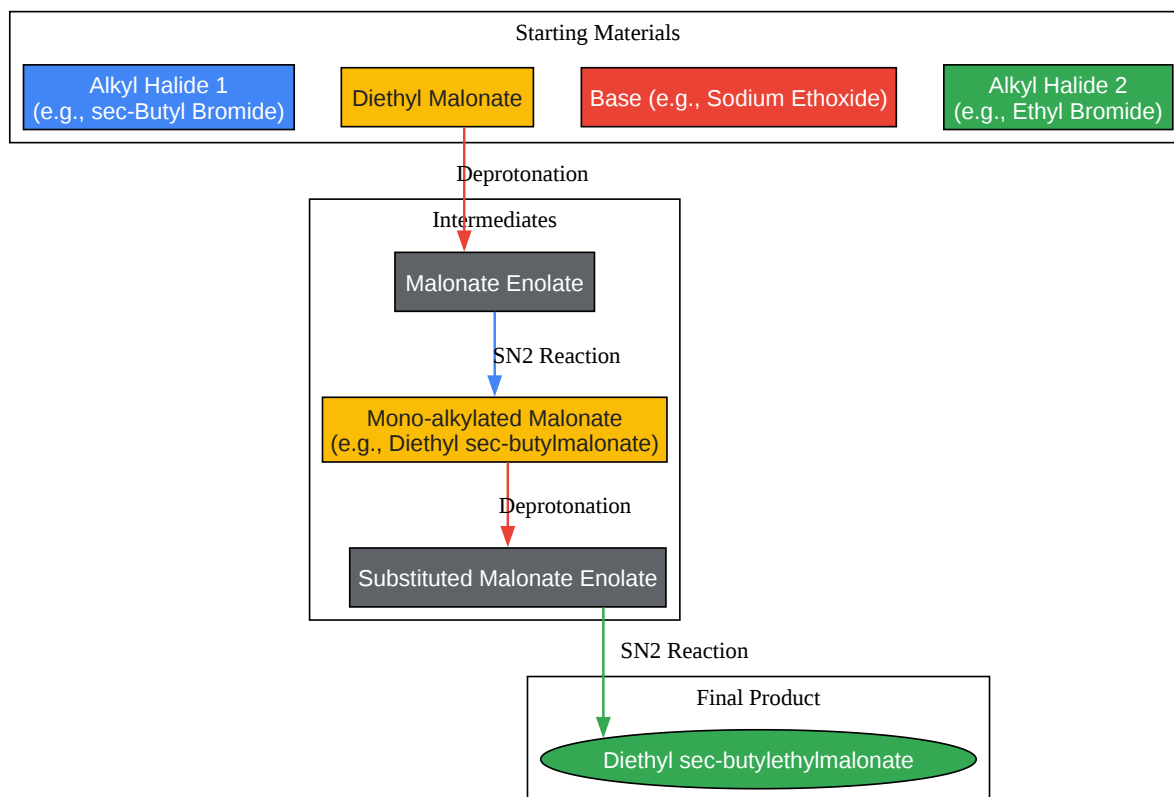 Starting Materials
Alkyl Halide 1
(e.g., sec-Butyl Bromide)
Diethyl Malonate
Base (e.g., Sodium Ethoxide)
Alkyl Halide 2
(e.g., Ethyl Bromide)
Deprotonation
Intermediates
Malonate Enolate
SN2 Reaction
Mono-alkylated Malonate
(e.g., Diethyl sec-butylmalonate)
Deprotonation
Substituted Malonate Enolate
SN2 Reaction
Final Product
Diethyl sec-butylethylmalonate